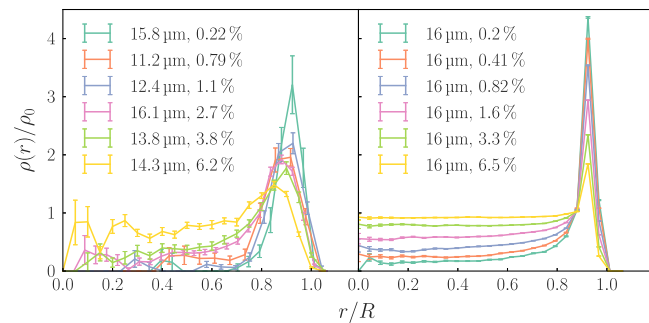 4
3
2
1
0
ρ(r)/ρ0
15.8 µm, 0.22 %
11.2 µm, 0.79 %
12.4 µm, 1.1 %
16.1 µm, 2.7 %
13.8 µm, 3.8 %
14.3 µm, 6.2 %
16 µm, 0.2 %
16 µm, 0.41 %
16 µm, 0.82 %
16 µm, 1.6 %
16 µm, 3.3 %
16 µm, 6.5 %
0.0 0.2 0.4 0.6 0.8 1.0 0.0 0.2 0.4 0.6 0.8 1.0
r/R